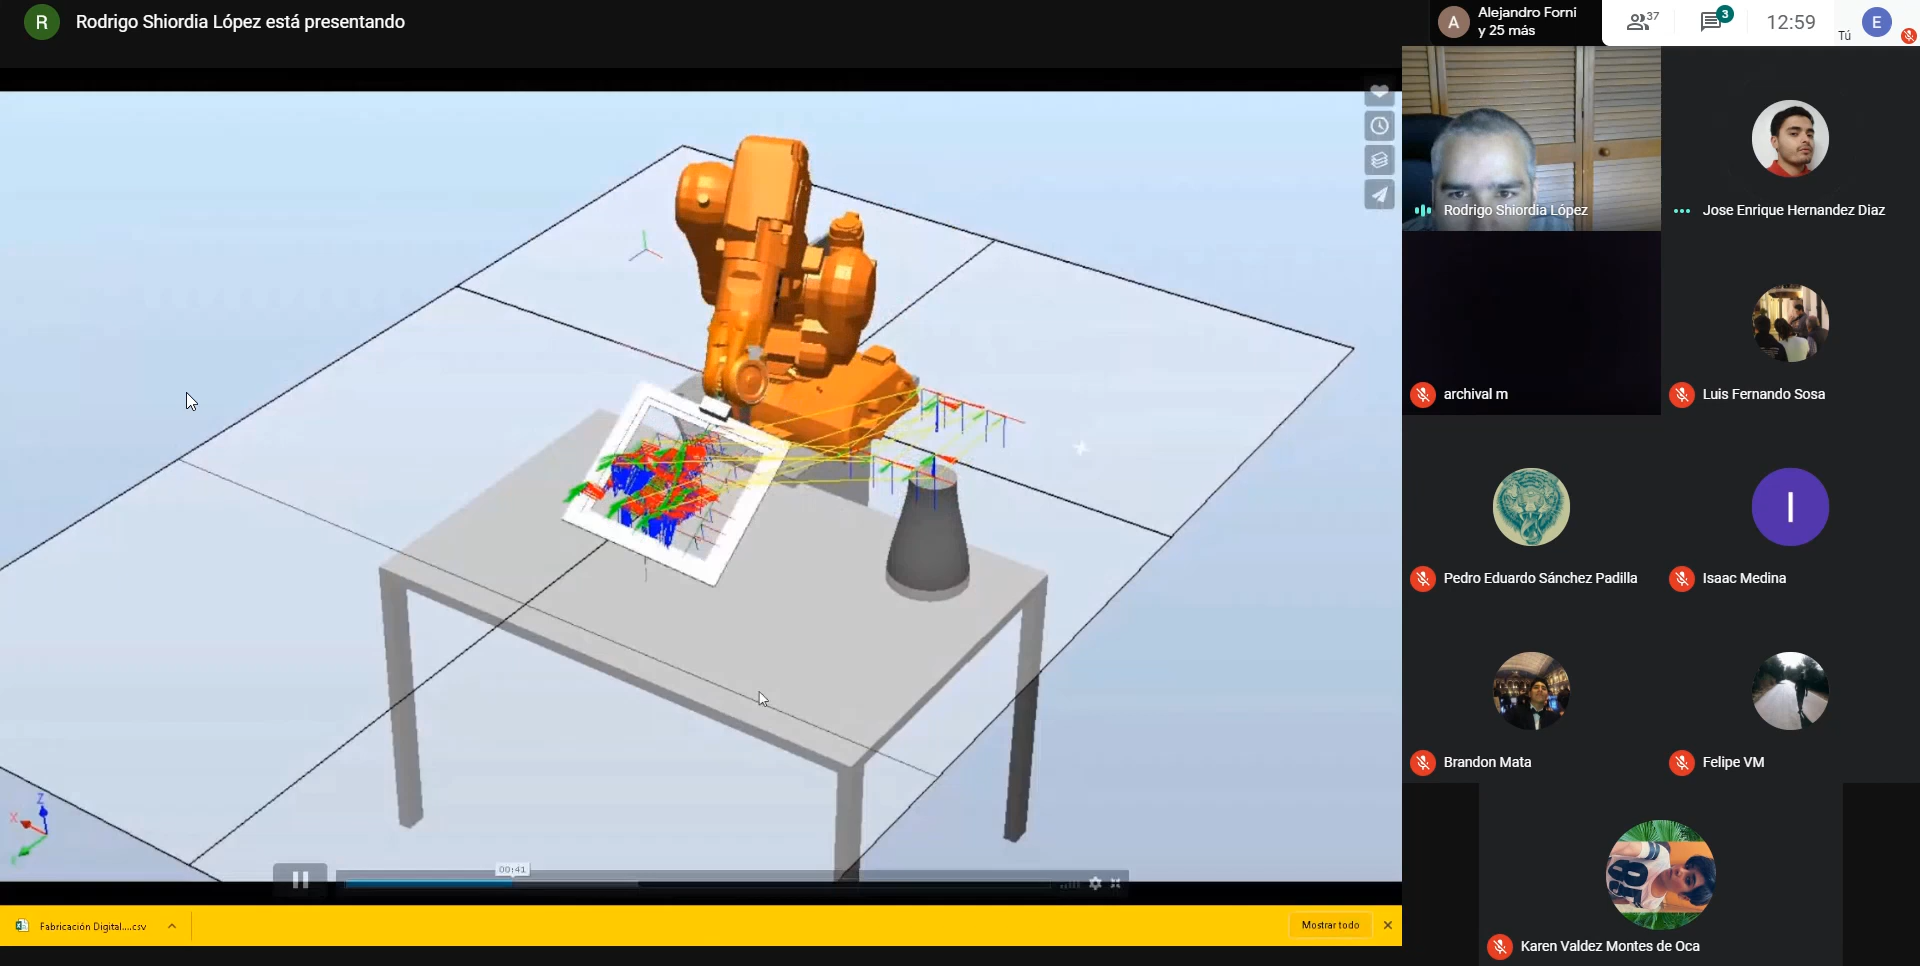 R
Rodrigo Shiordia López está presentando
A
Alejandro Forni
y 25 más
37
3
12:59
Tú
E
Rodrigo Shiordia López
Jose Enrique Hernandez Diaz
archival m
Luis Fernando Sosa
I
Pedro Eduardo Sánchez Padilla
Isaac Medina
Brandon Mata
Felipe VM
98
Karen Valdez Montes de Oca
Z
X
00:41
Fabricación Digital....csv
Mostrar todo